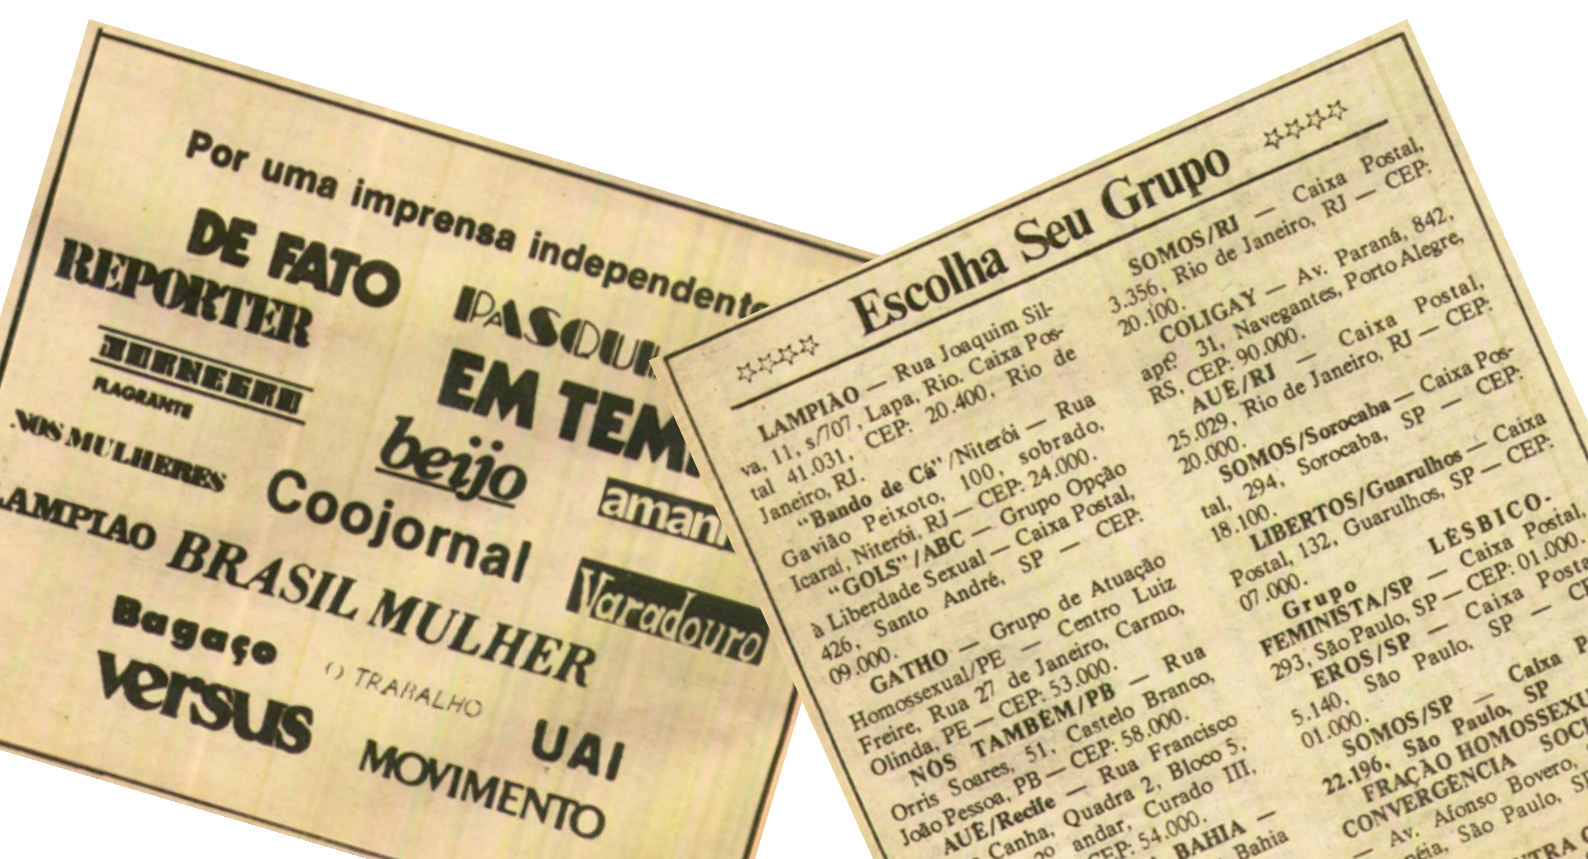 Por uma imprensa independente
DE FATO
REPORTER
PASQUI
EM TEM
FLAGRANTE
beijo
NOS MULHERES
Coojornal
aman
LAMPIAO
BRASIL MULHER
Varadouro
Bagaço
O TRABALHO
versus
UAI
MOVIMENTO
Escolha Seu Grupo
LAMPIÃO — Rua Joaquim Sil-
va, 11, s/707, Lapa, Rio. Caixa Pos-
tal 41.031, CEP: 20.400, Rio de
Janeiro, RJ.
“Bando de Cá”/Niterói — Rua
Gavião Peixoto, 100, sobrado,
Icaraí, Niterói, RJ — CEP: 24.000.
“GOLS”/ABC — Grupo Opção
à Liberdade Sexual — Caixa Postal,
426, Santo André, SP — CEP:
09.000.
GATHO — Grupo de Atuação
Homossexual/PE — Centro Luiz
Freire, Rua 27 de Janeiro, Carmo,
Olinda, PE — CEP: 53.000.
NÓS TAMBÉM/PB — Rua
Orris Soares, 51, Castelo Branco,
João Pessoa, PB — CEP: 58.000.
AUÊ/Recife — Rua Francisco
Canha, Quadra 2, Bloco 5,
andar, Curado III,
CEP: 54.000.
BAHIA —
Bahia
SOMOS/RJ — Caixa Postal,
3.356, Rio de Janeiro, RJ — CEP:
20.100.
COLIGAY — Av. Paraná, 842,
aptº 31, Navegantes, Porto Alegre,
RS, CEP: 90.000.
AUÊ/RJ — Caixa Postal,
25.029, Rio de Janeiro, RJ — CEP:
20.000.
SOMOS/Sorocaba — Caixa Pos-
tal, 294, Sorocaba, SP — CEP:
18.100.
LIBERTOS/Guarulhos — Caixa
Postal, 132, Guarulhos, SP — CEP:
07.000.
Grupo LÉSBICO-
FEMINISTA/SP — Caixa Postal,
293, São Paulo, SP — CEP: 01.000.
EROS/SP — Caixa Posta
5.140, São Paulo, SP — CE
01.000.
SOMOS/SP — Caixa P
22.196, São Paulo, SP
FRAÇÃO HOMOSSEXU
CONVERGÊNCIA SOCI
— Av. Afonso Bovero,
péia, São Paulo, SP